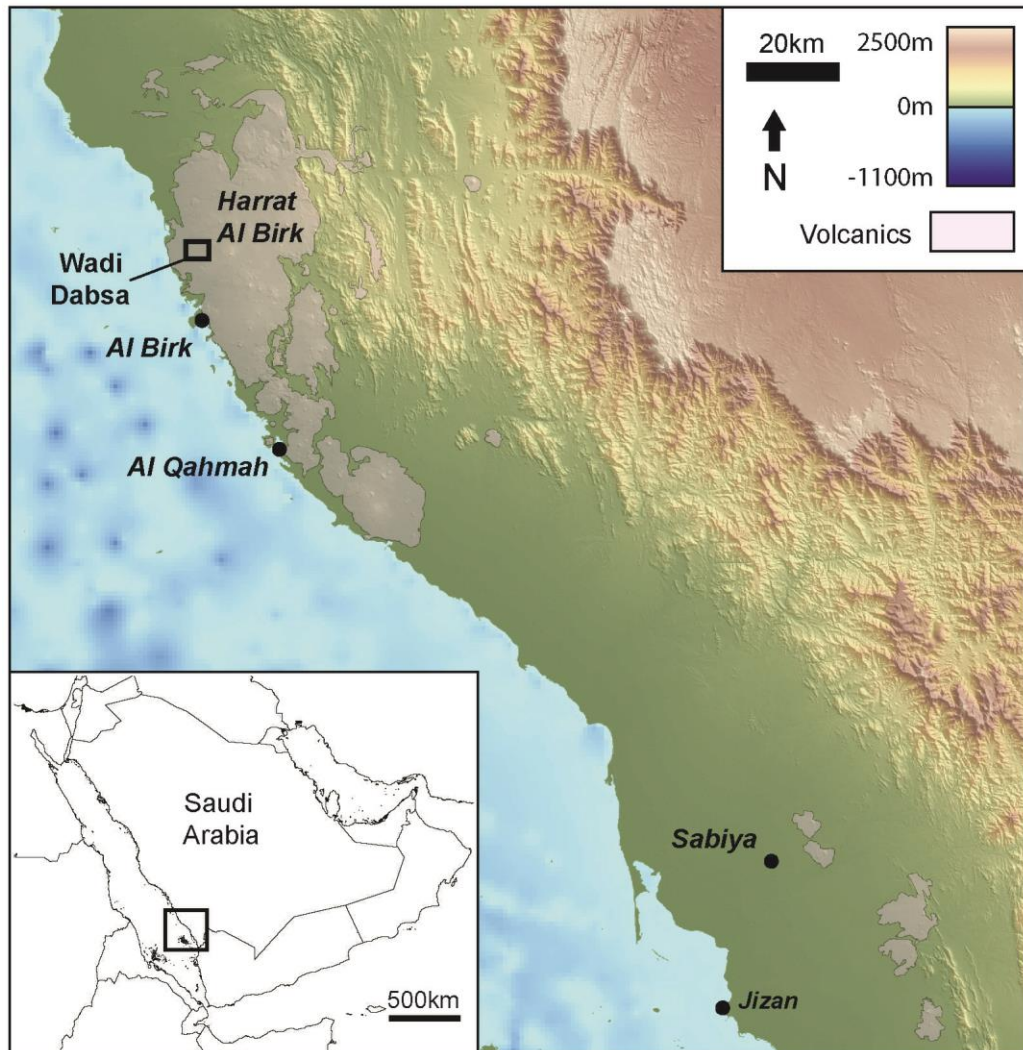 20km
N
2500m
0m
-1100m
Volcanics
Harrat
Al Birk
Wadi
Dabsa
Al Birk
Al Qahmah
Sabiya
Jizan
Saudi
Arabia
500km